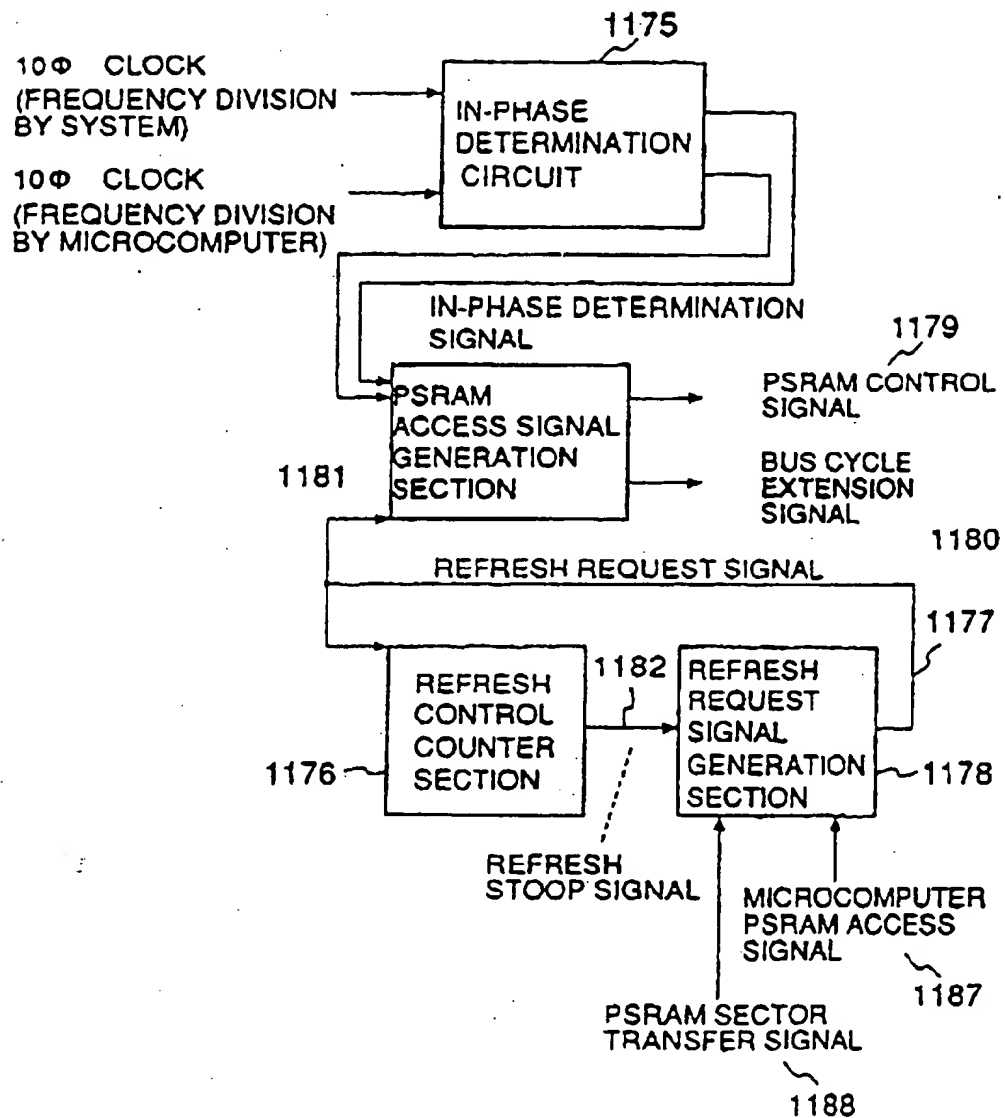 1175
10Φ CLOCK
(FREQUENCY DIVISION
BY SYSTEM)
10Φ CLOCK
(FREQUENCY DIVISION
BY MICROCOMPUTER)
IN-PHASE
DETERMINATION
CIRCUIT
IN-PHASE DETERMINATION
SIGNAL
1179
PSRAM CONTROL
SIGNAL
PSRAM
ACCESS SIGNAL
GENERATION
SECTION
1181
BUS CYCLE
EXTENSION
SIGNAL
1180
REFRESH REQUEST SIGNAL
1177
REFRESH
CONTROL
COUNTER
SECTION
1176
1182
REFRESH
REQUEST
SIGNAL
GENERATION
SECTION
1178
REFRESH
STOOP SIGNAL
MICROCOMPUTER
PSRAM ACCESS
SIGNAL
1187
PSRAM SECTOR
TRANSFER SIGNAL
1188